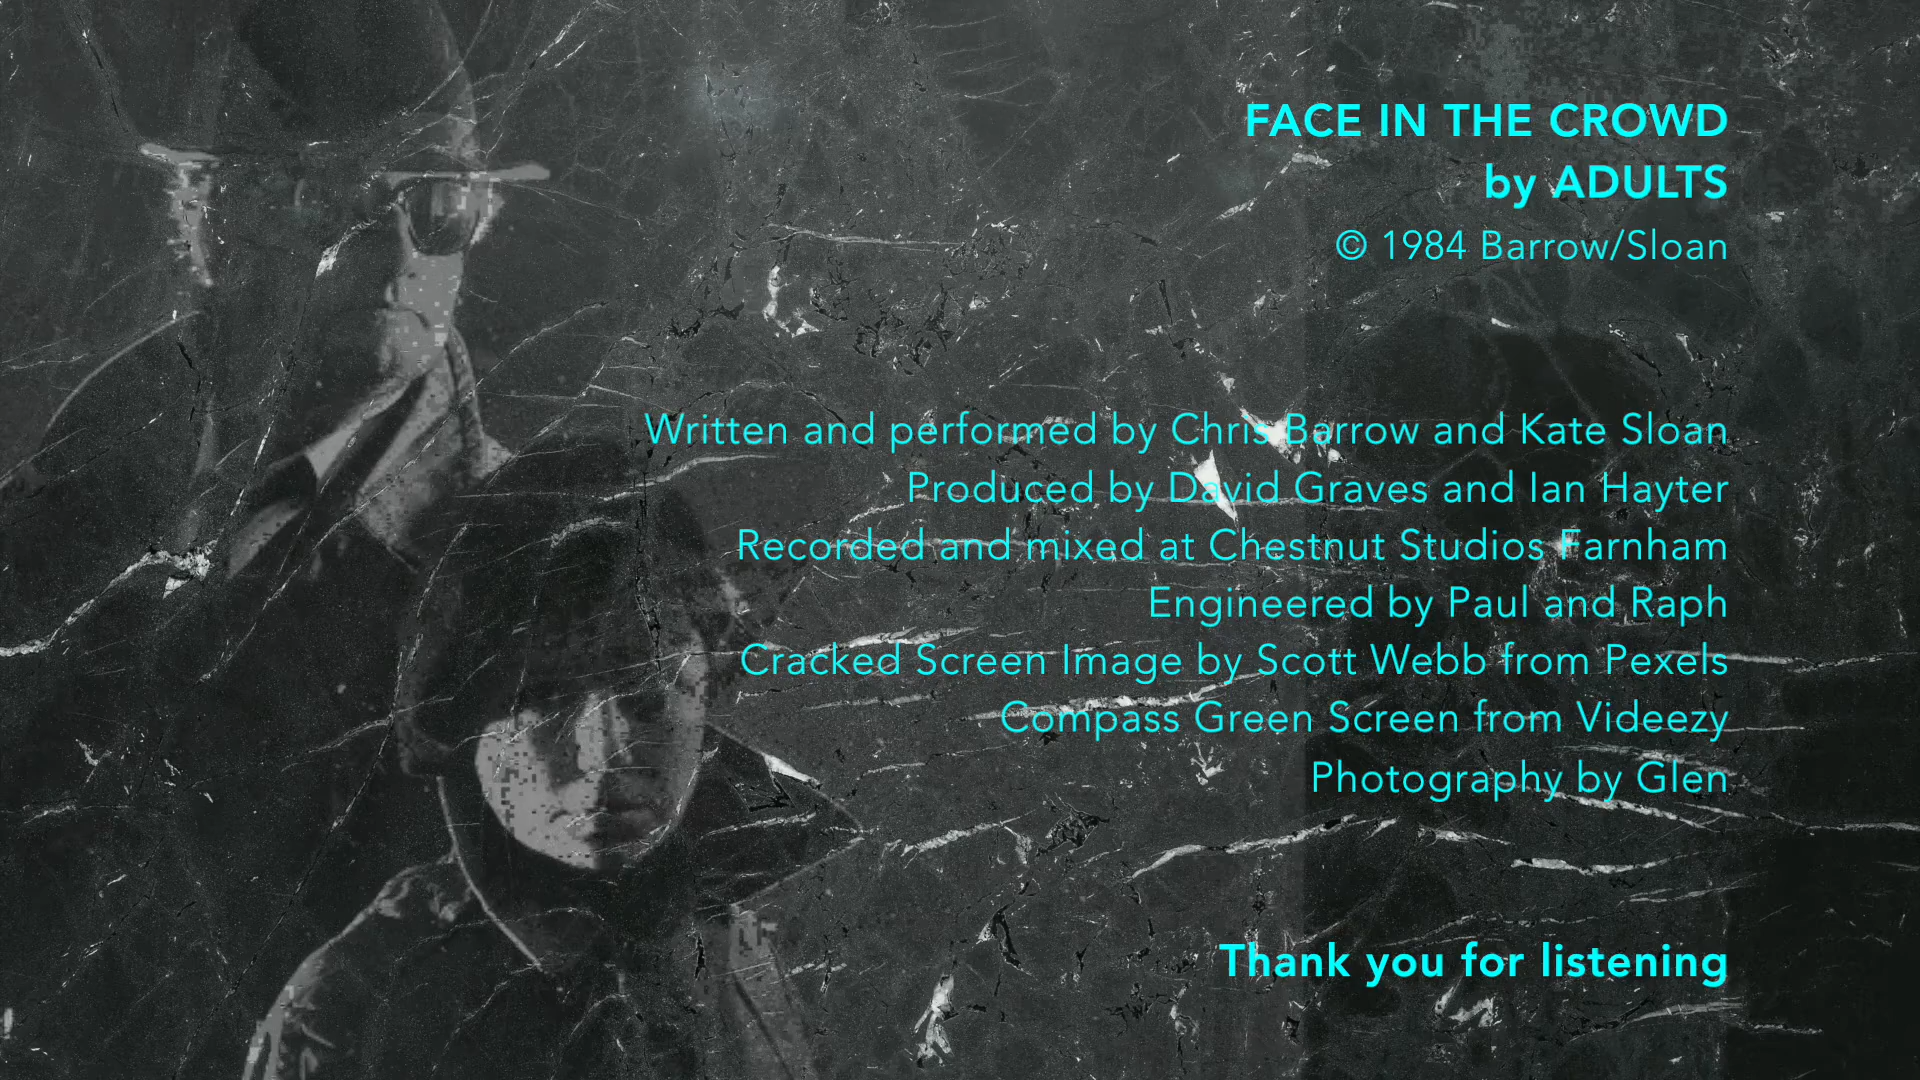 FACE IN THE CROWD
by ADULTS
© 1984 Barrow/Sloan
Written and performed by Chris Barrow and Kate Sloan
Produced by David Graves and Ian Hayter
Recorded and mixed at Chestnut Studios Farnham
Engineered by Paul and Raph
Cracked Screen Image by Scott Webb from Pexels
Compass Green Screen from Videezy
Photography by Glen
Thank you for listening